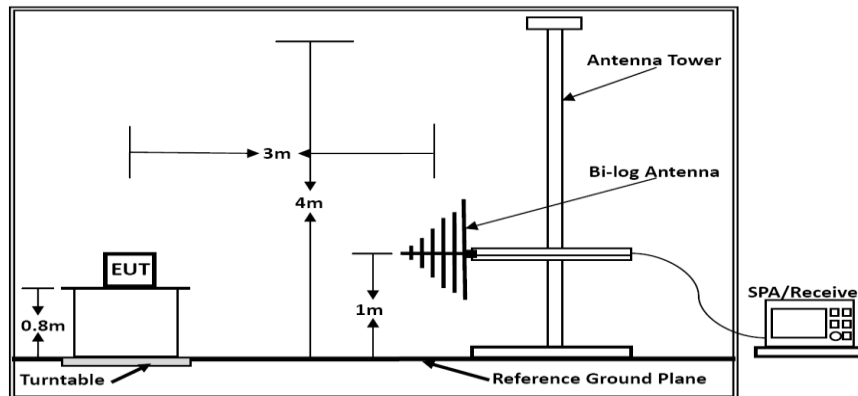 Antenna Tower
3m
Bi-log Antenna
4m
EUT
1m
SPA/Receive
0.8m
Turntable
Reference Ground Plane